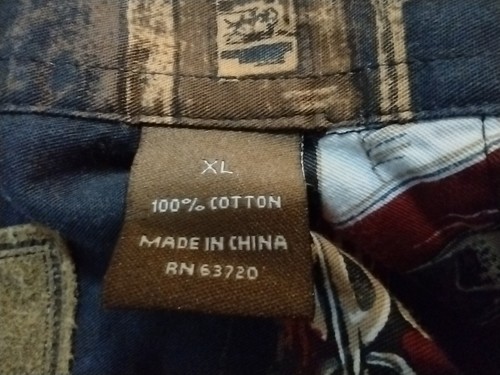 XL
100% COTTON
MADE IN CHINA
RN 63720